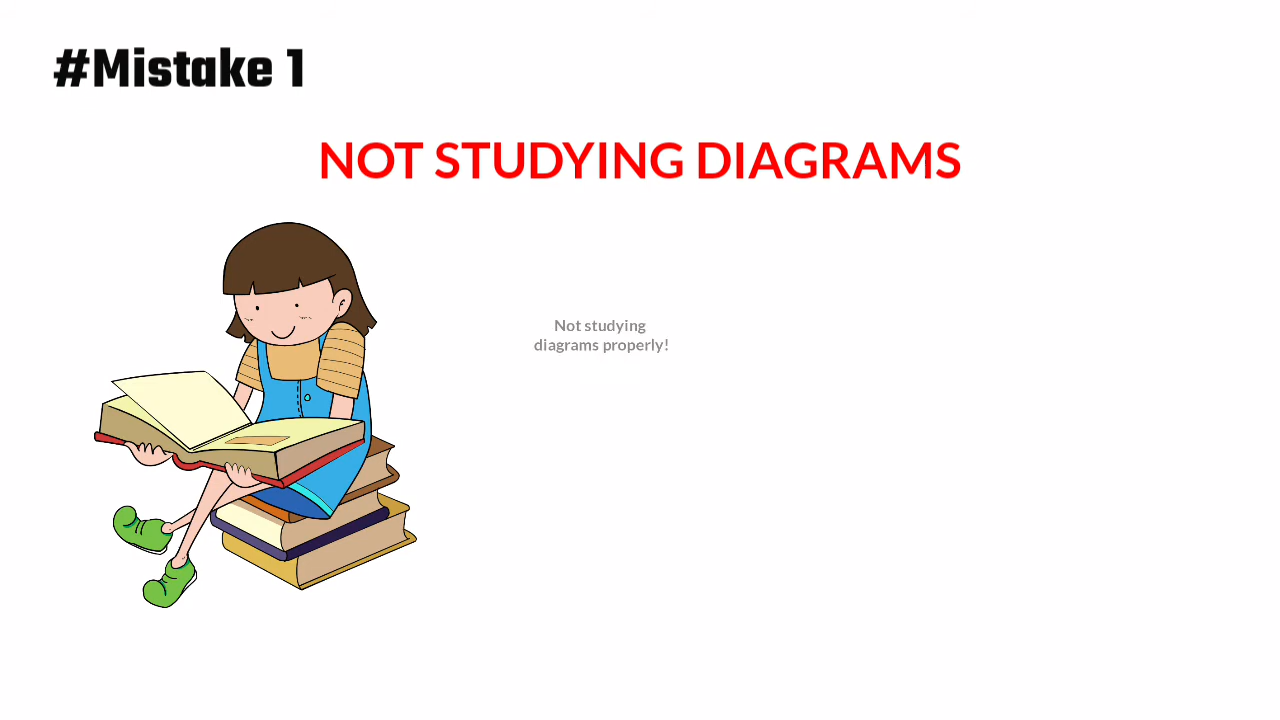 #Mistake 1
NOT STUDYING DIAGRAMS
Not studying
diagrams properly!